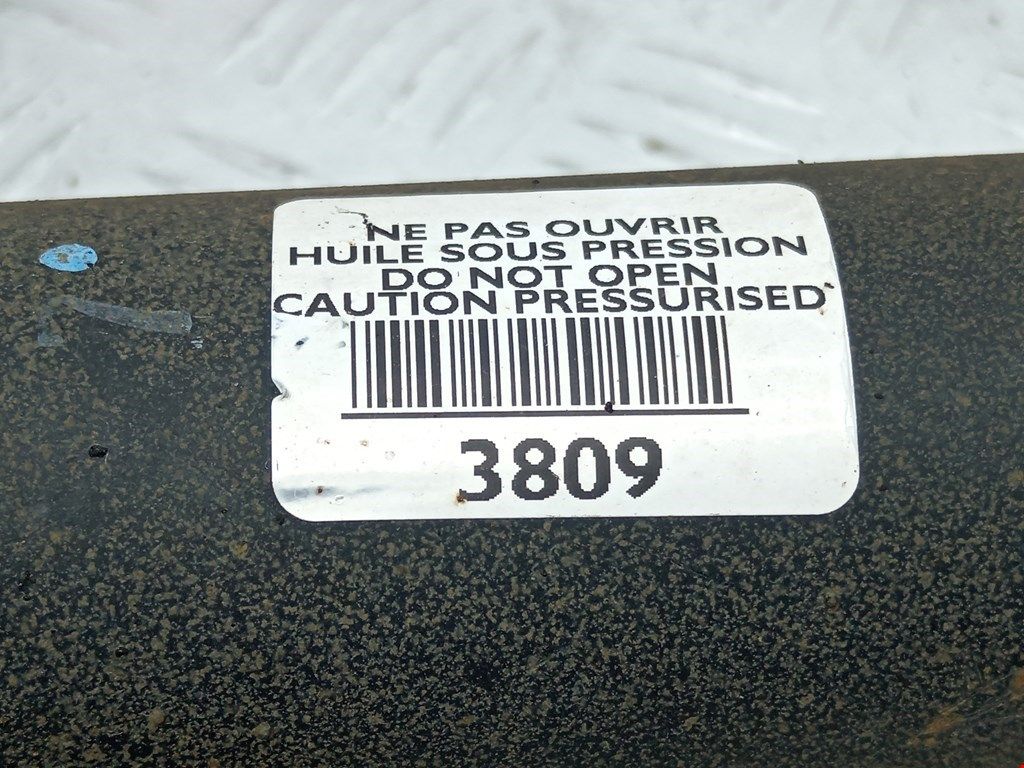 NE PAS OUVRIR
HUILE SOUS PRESSION
DO NOT OPEN
CAUTION PRESSURISED
3809